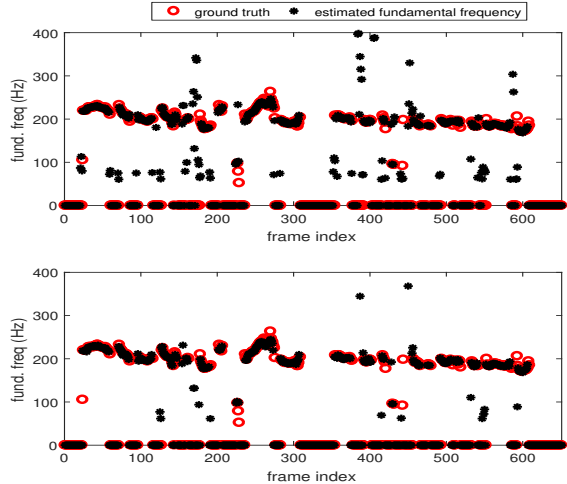 ground truth estimated fundamental frequency
400
300
200
100
0
fund. freq (Hz)
0 100 200 300 400 500 600
frame index
400
300
200
100
0
fund. freq (Hz)
0 100 200 300 400 500 600
frame index